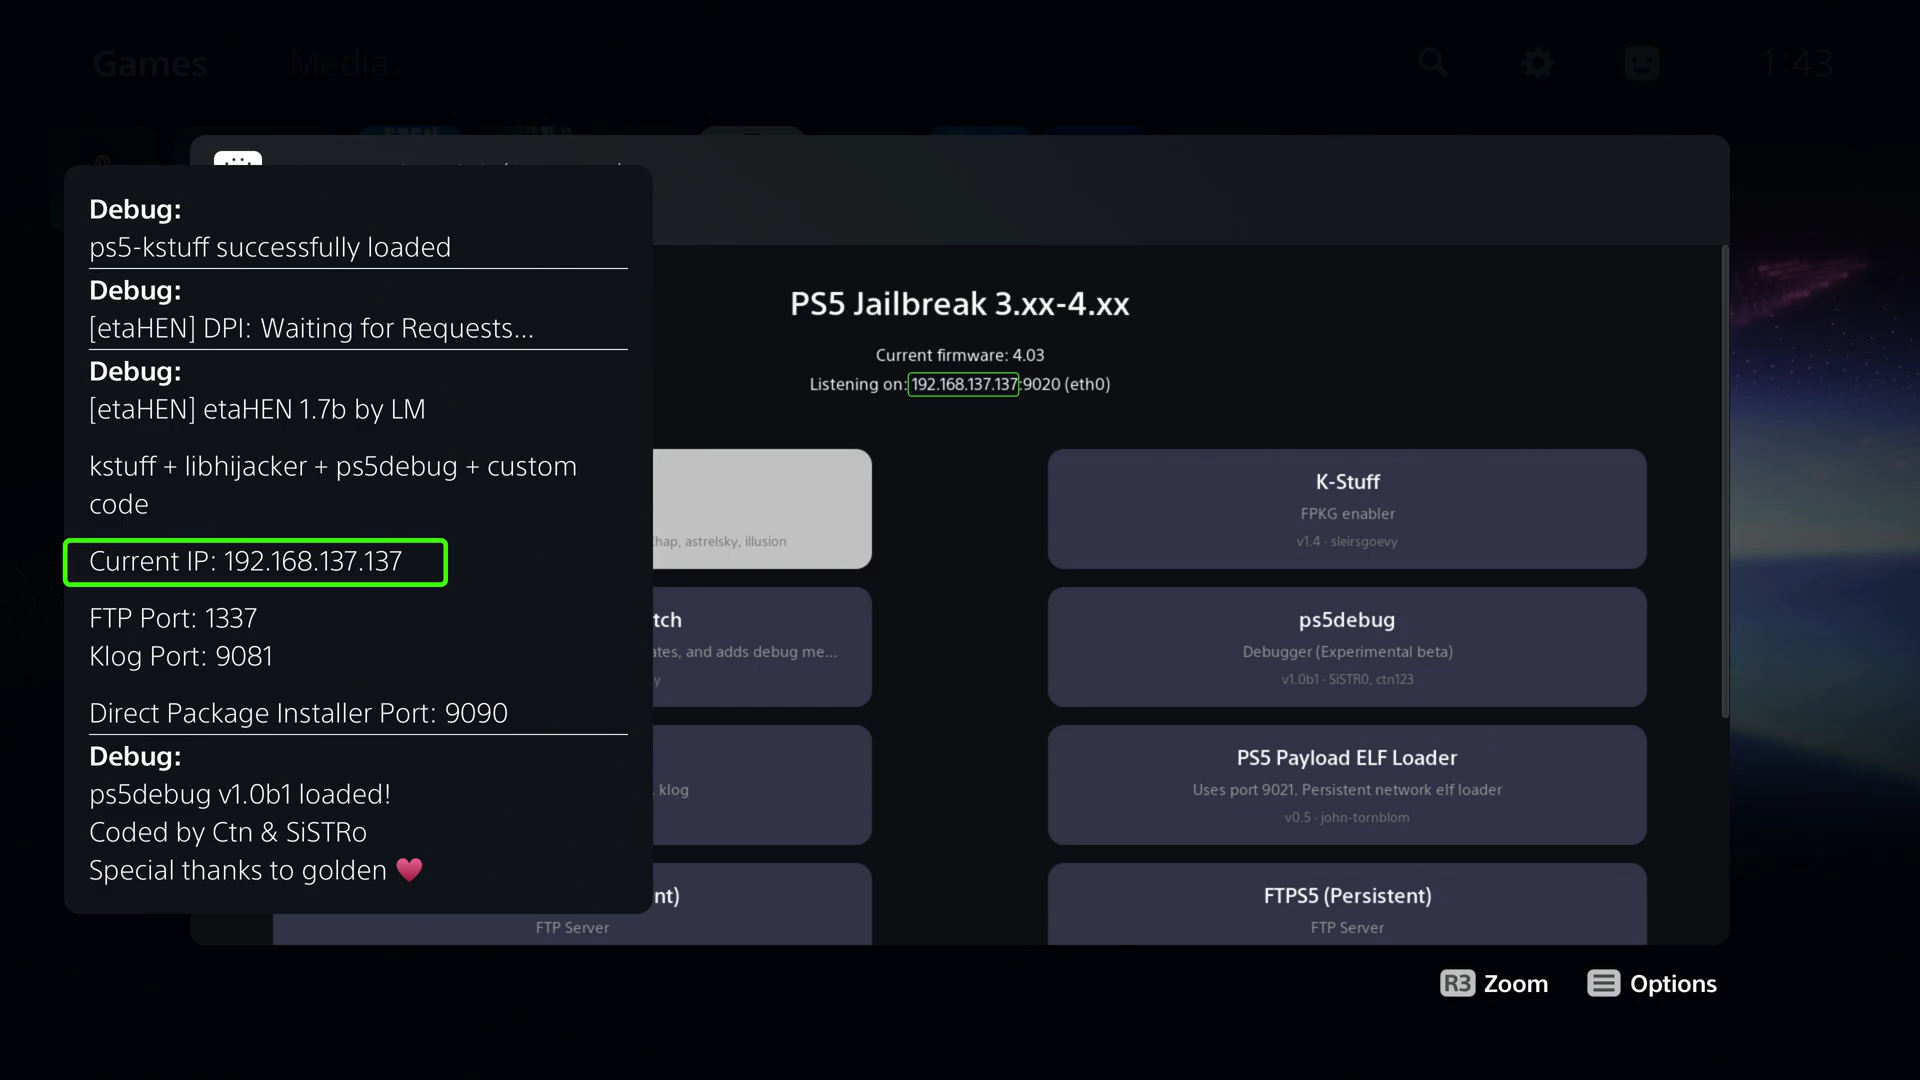 Games
Media
1:43
Debug:
ps5-kstuff successfully loaded
Debug:
[etaHEN] DPI: Waiting for Requests...
Debug:
[etaHEN] etaHEN 1.7b by LM
kstuff + libhijacker + ps5debug + custom
code
Current IP: 192.168.137.137
FTP Port: 1337
Klog Port: 9081
Direct Package Installer Port: 9090
Debug:
ps5debug v1.0b1 loaded!
Coded by Ctn & SiSTRo
Special thanks to golden ♥
PS5 Jailbreak 3.xx-4.xx
Current firmware: 4.03
Listening on: 192.168.137.137:9020 (eth0)
astrelsky, illusion
K-Stuff
FPKG enabler
v1.4 · sleirsgoevy
and adds debug me...
ps5debug
Debugger (Experimental beta)
v1.0b1 · SiSTR0, ctn123
klog
PS5 Payload ELF Loader
Uses port 9021. Persistent network elf loader
v0.5 · john-tornblom
FTP Server
FTPS5 (Persistent)
FTP Server
R3 Zoom
Options